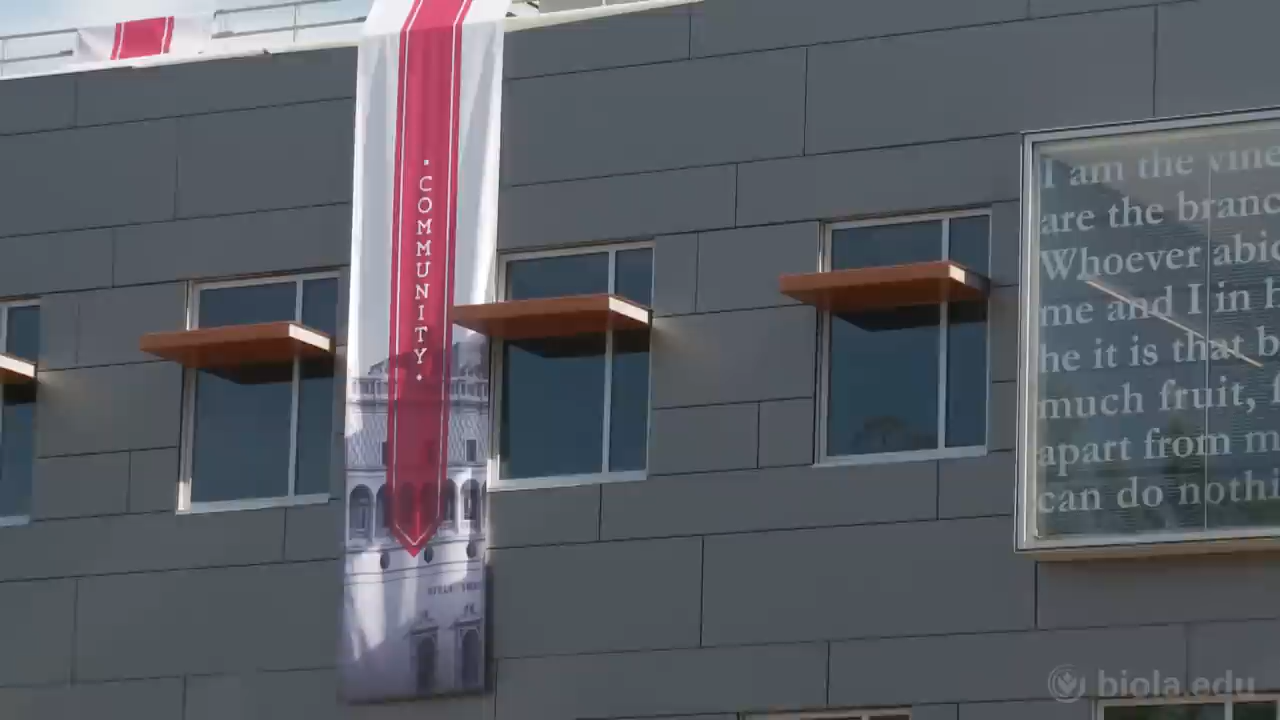 · COMMUNITY ·
I am the vine
are the branc
Whoever abid
me and I in h
he it is that b
much fruit, f
apart from m
can do nothi
biola.edu